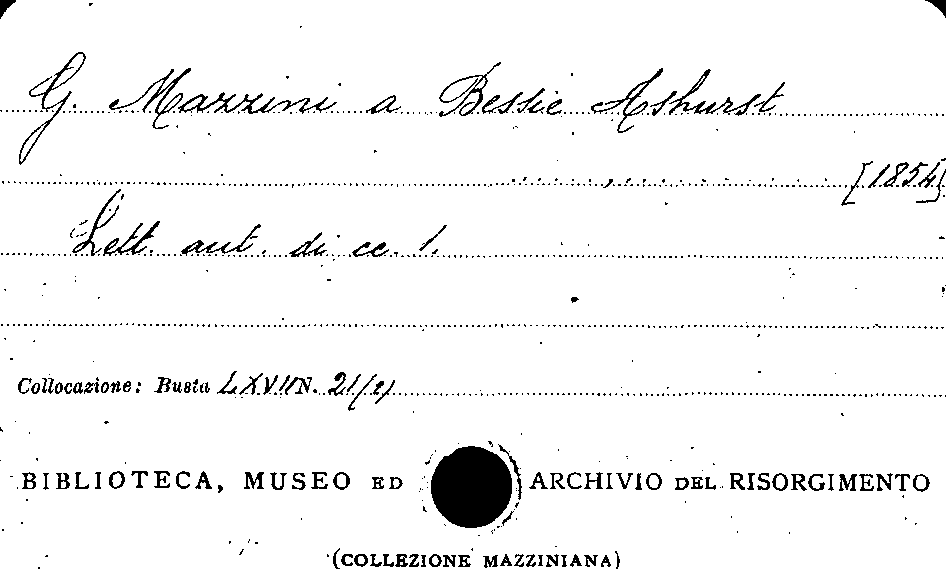 G. Mazzini a Bessie Ashurst
[1854]
Lett. aut. di cc. 1.
Collocazione: Busta LXVII N. 21/(2)
BIBLIOTECA, MUSEO ED ARCHIVIO DEL RISORGIMENTO
(COLLEZIONE MAZZINIANA)